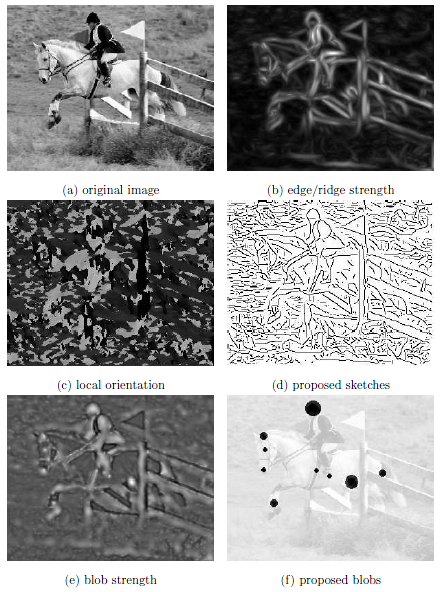 (a) original image
(b) edge/ridge strength
(c) local orientation
(d) proposed sketches
(e) blob strength
(f) proposed blobs